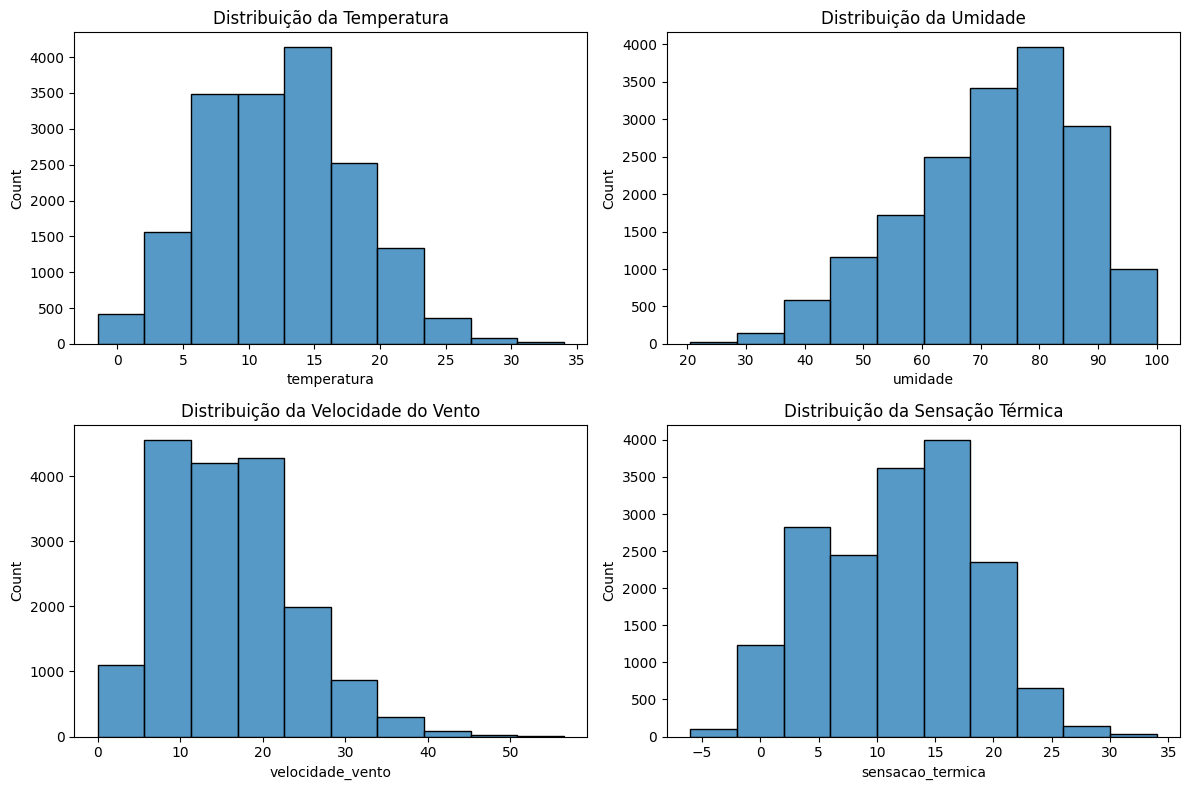 Distribuição da Temperatura
Count
4000
3500
3000
2500
2000
1500
1000
500
0
0 5 10 15 20 25 30 35
temperatura
Distribuição da Umidade
Count
4000
3500
3000
2500
2000
1500
1000
500
0
20 30 40 50 60 70 80 90 100
umidade
Distribuição da Velocidade do Vento
Count
4000
3000
2000
1000
0
0 10 20 30 40 50
velocidade_vento
Distribuição da Sensação Térmica
Count
4000
3500
3000
2500
2000
1500
1000
500
0
−5 0 5 10 15 20 25 30 35
sensacao_termica